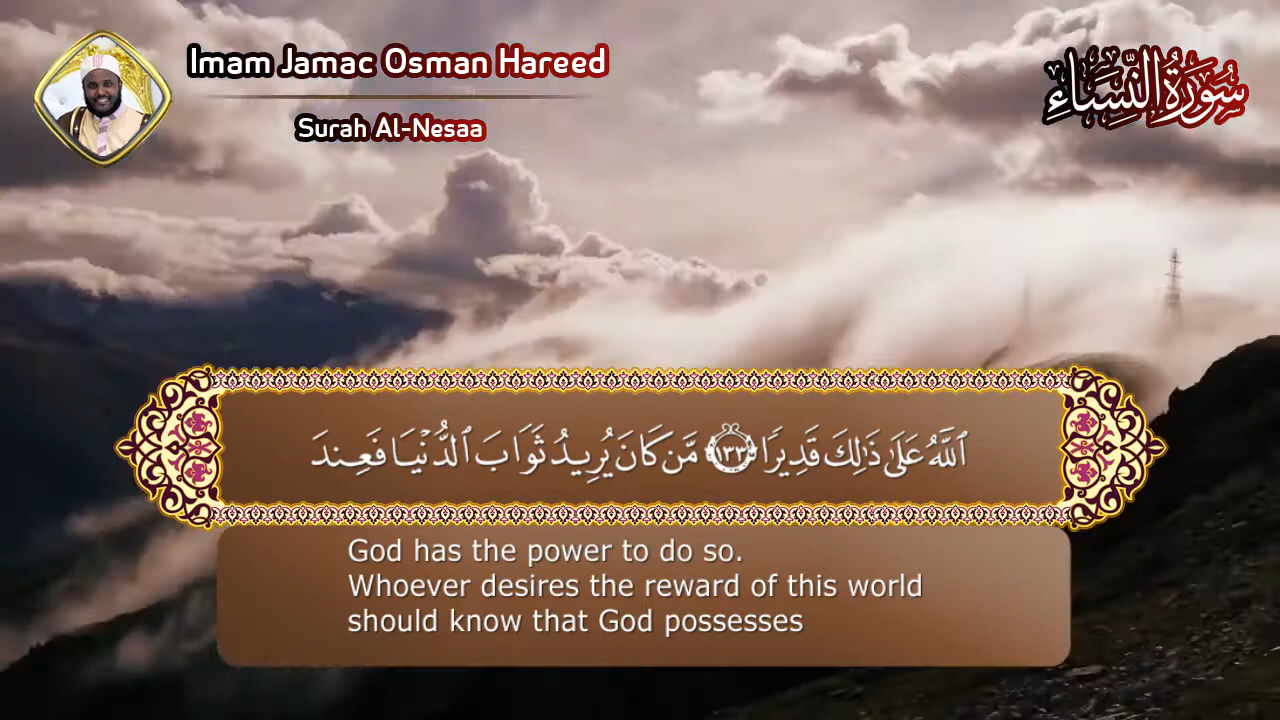 Imam Jamac Osman Hareed
Surah Al-Nesaa
سُورَةُ النِّسَاءِ
ٱللَّهُ عَلَىٰ ذَٰلِكَ قَدِيرًا ١٣٣ مَّن كَانَ يُرِيدُ ثَوَابَ ٱلدُّنْيَا فَعِندَ
God has the power to do so.
Whoever desires the reward of this world
should know that God possesses